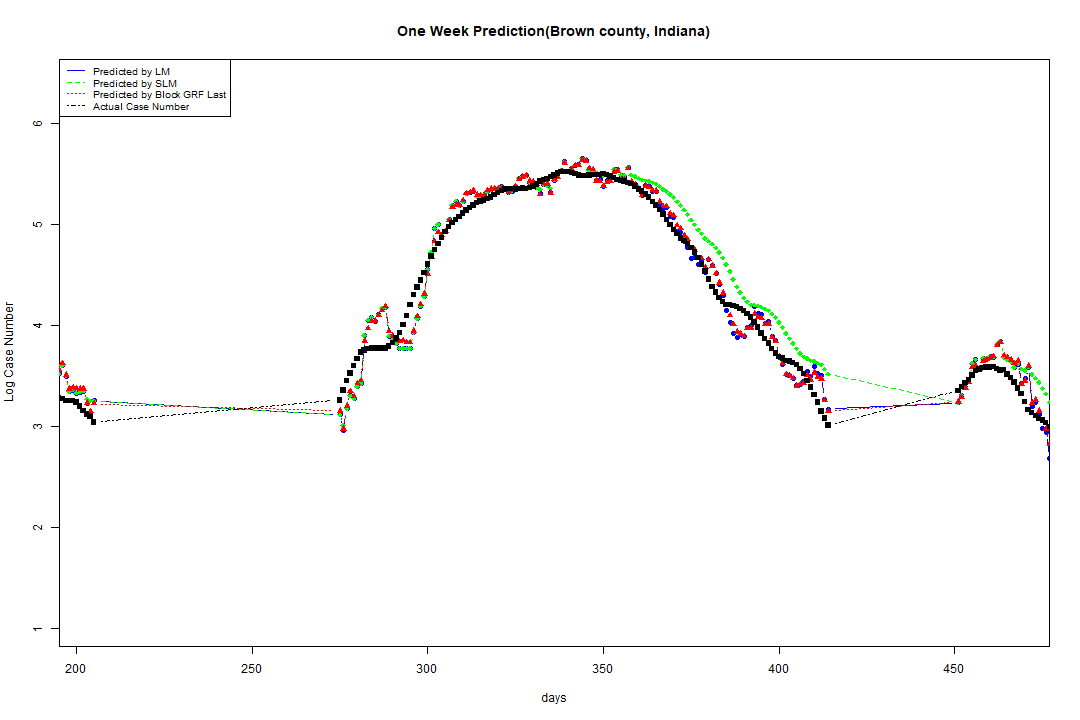 One Week Prediction(Brown county, Indiana)
Predicted by LM
Predicted by SLM
Predicted by Block GRF Last
Actual Case Number
6
5
4
3
2
1
Log Case Number
200 250 300 350 400 450
days